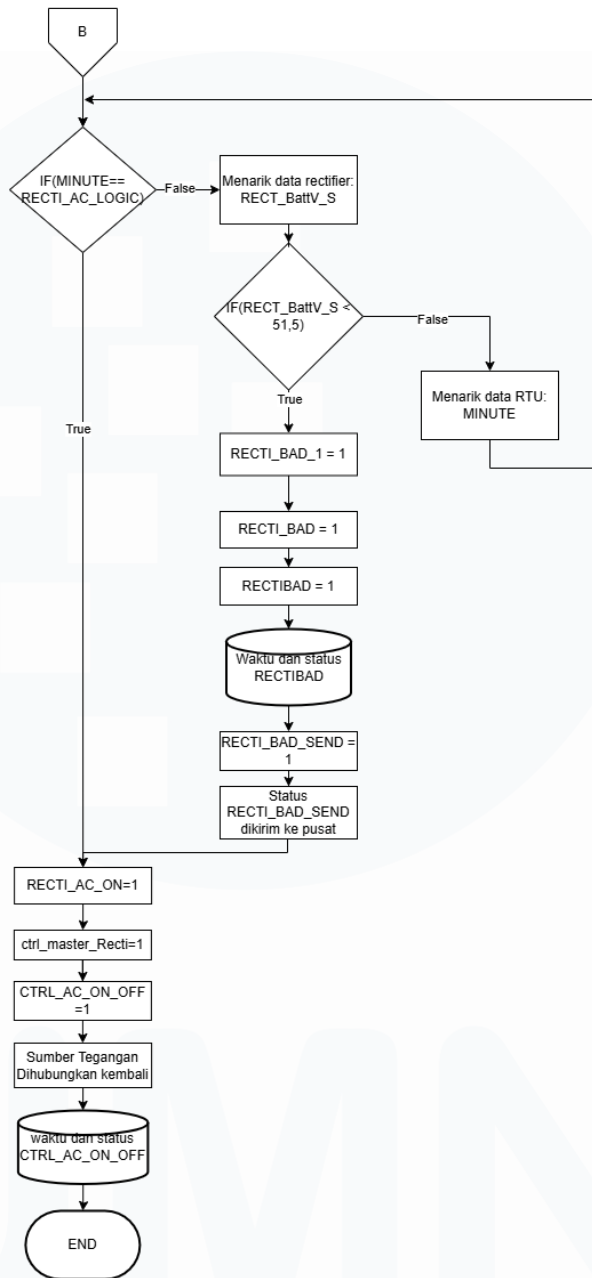 B
IF(MINUTE==
RECTI_AC_LOGIC)
False
Menarik data rectifier:
RECT_BattV_S
IF(RECT_BattV_S <
51,5)
False
Menarik data RTU:
MINUTE
True
True
RECTI_BAD_1 = 1
RECTI_BAD = 1
RECTIBAD = 1
Waktu dan status
RECTIBAD
RECTI_BAD_SEND =
1
Status
RECTI_BAD_SEND
dikirim ke pusat
RECTI_AC_ON=1
ctrl_master_Recti=1
CTRL_AC_ON_OFF
=1
Sumber Tegangan
Dihubungkan kembali
waktu dan status
CTRL_AC_ON_OFF
END
UMN